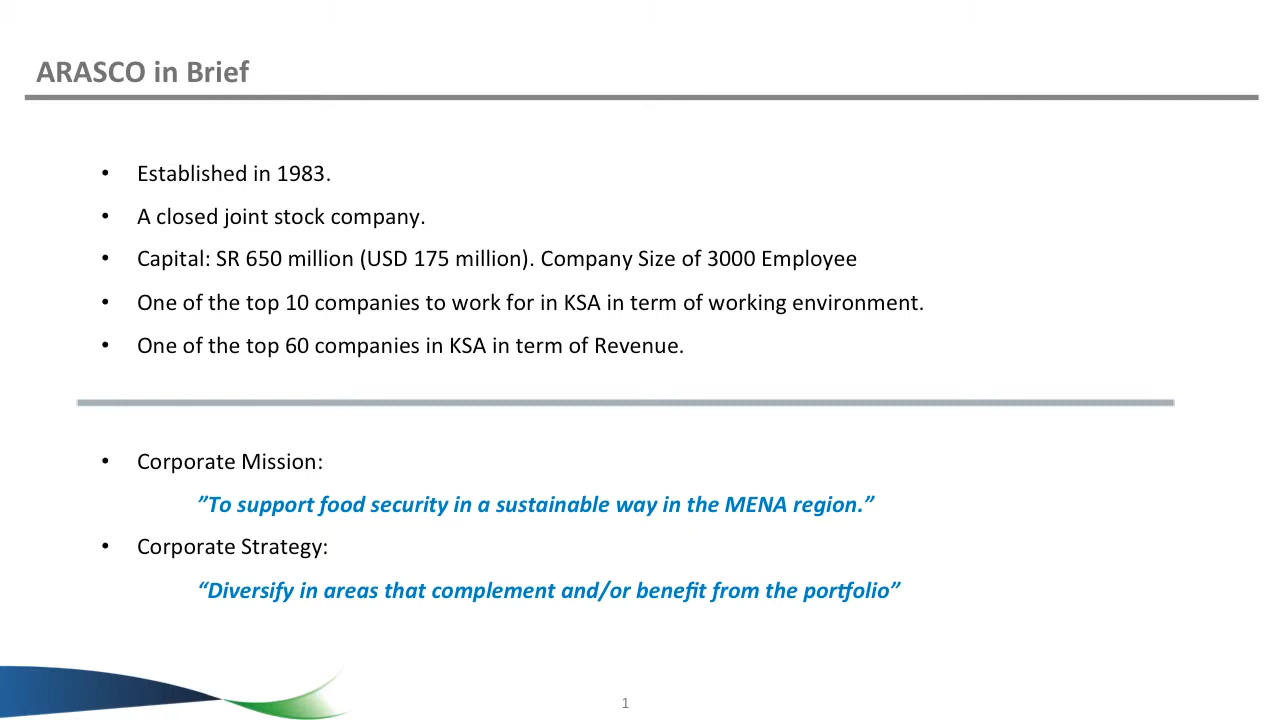 ARASCO in Brief
• Established in 1983.
• A closed joint stock company.
• Capital: SR 650 million (USD 175 million). Company Size of 3000 Employee
• One of the top 10 companies to work for in KSA in term of working environment.
• One of the top 60 companies in KSA in term of Revenue.
• Corporate Mission:
”To support food security in a sustainable way in the MENA region.”
• Corporate Strategy:
“Diversify in areas that complement and/or benefit from the portfolio”
1